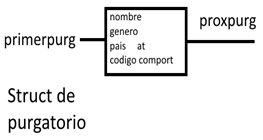 nombre
genero
pais at
codigo comport
primerpurg
proxpurg
Struct de
purgatorio